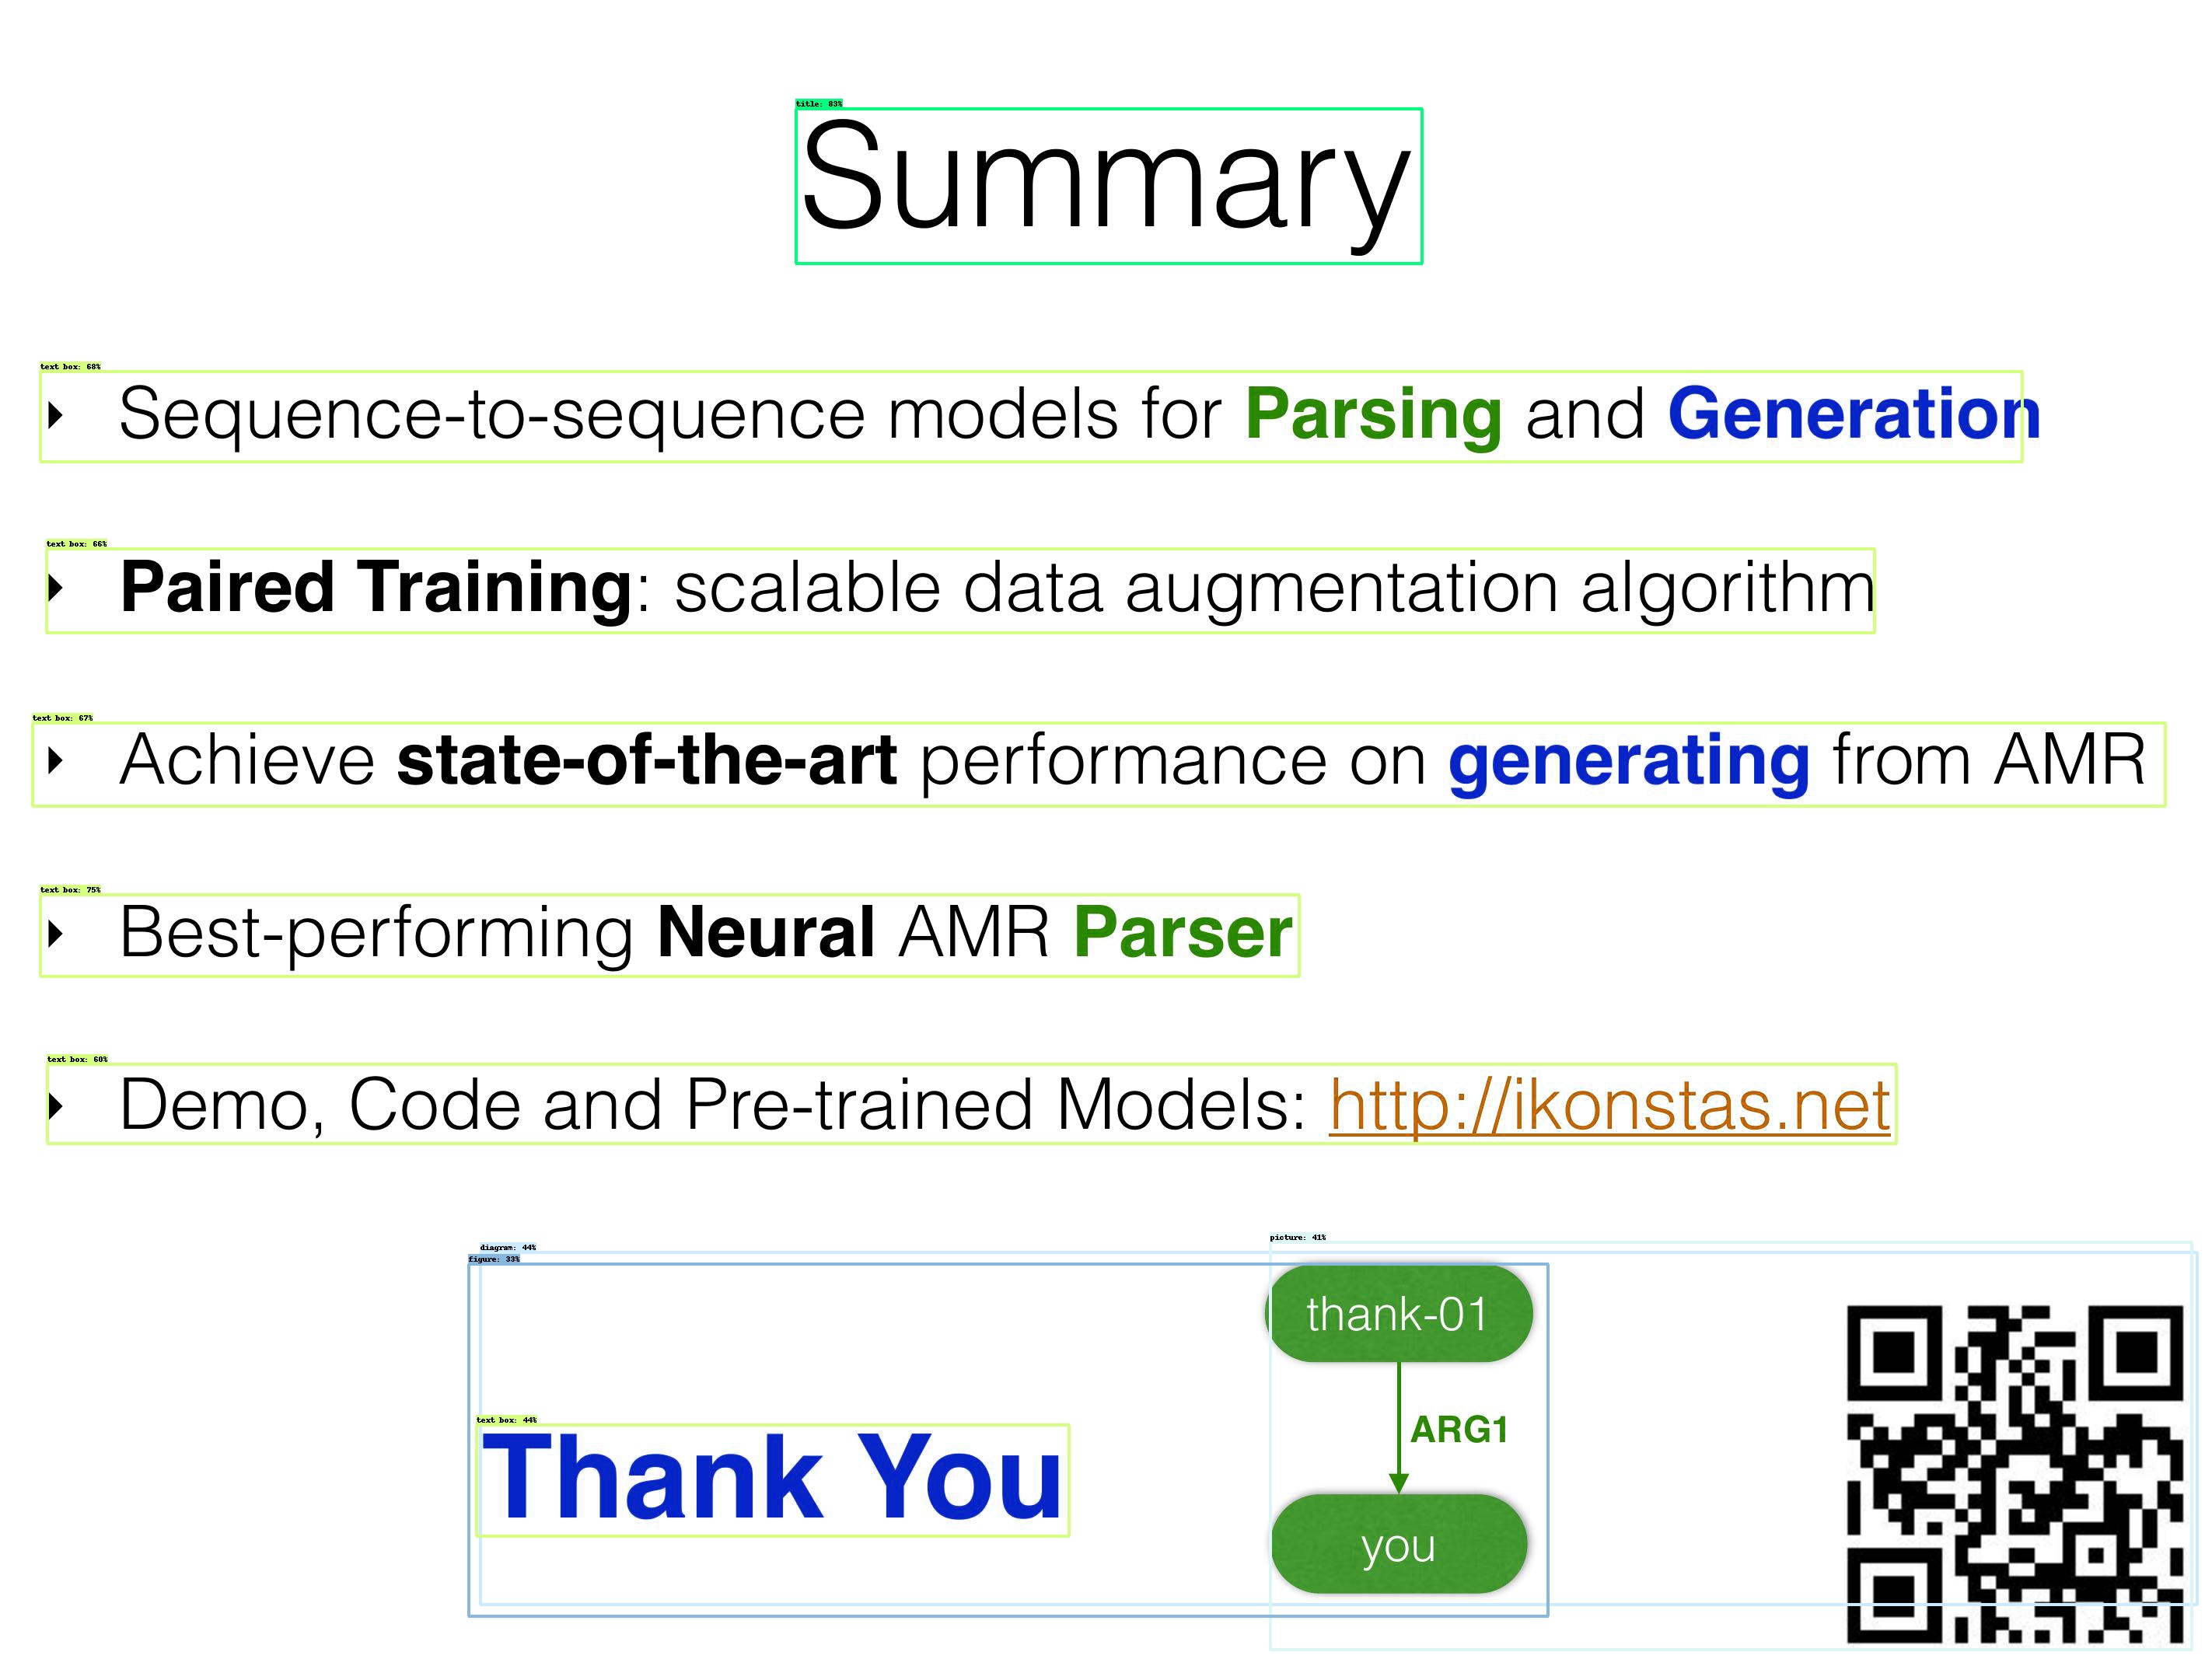 title: 83%
Summary
text box: 68%
Sequence-to-sequence models for Parsing and Generation
text box: 66%
Paired Training: scalable data augmentation algorithm
text box: 67%
Achieve state-of-the-art performance on generating from AMR
text box: 75%
Best-performing Neural AMR Parser
text box: 60%
Demo, Code and Pre-trained Models: http://ikonstas.net
picture: 41%
diagram: 44%
figure: 33%
thank-01
ARG1
text box: 44%
Thank You
you